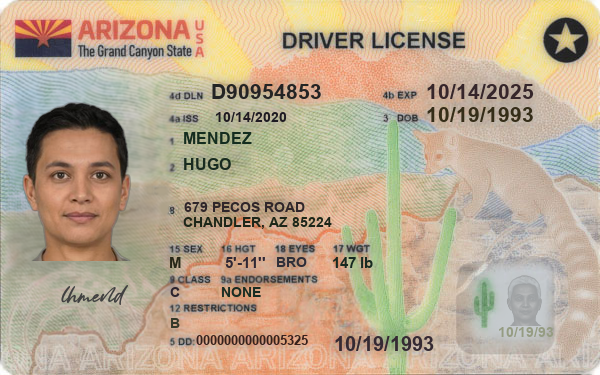 ARIZONA USA
The Grand Canyon State
DRIVER LICENSE
4d DLN D90954853
4b EXP 10/14/2025
4a ISS 10/14/2020
3 DOB 10/19/1993
1 MENDEZ
2 HUGO
8 679 PECOS ROAD
CHANDLER, AZ 85224
15 SEX 16 HGT 18 EYES 17 WGT
M 5'-11" BRO 147 lb
9 CLASS 9a ENDORSEMENTS
C NONE
12 RESTRICTIONS
B
5 DD: 0000000000005325
10/19/1993
10/19/93
ARIZONA ARIZONA ARIZONA ARIZONA